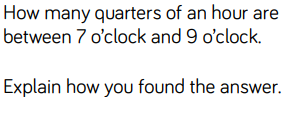 How many quarters of an hour are
between 7 o'clock and 9 o'clock.
Explain how you found the answer.